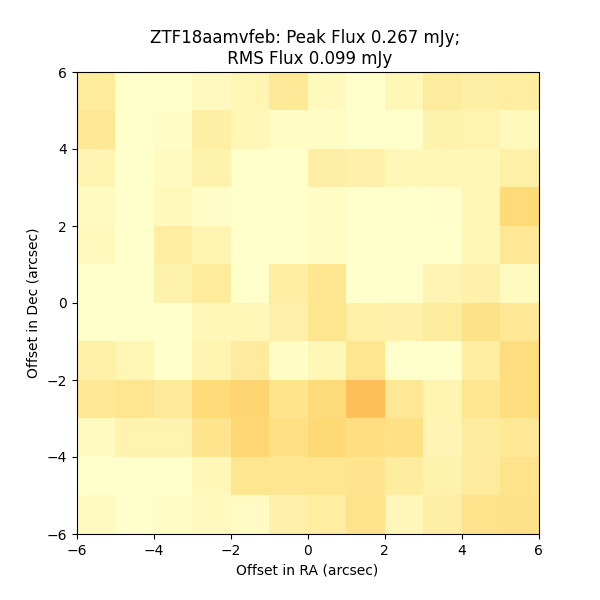 ZTF18aamvfeb: Peak Flux 0.267 mJy;
RMS Flux 0.099 mJy
6
4
2
0
−2
−4
−6
Offset in Dec (arcsec)
−6 −4 −2 0 2 4 6
Offset in RA (arcsec)